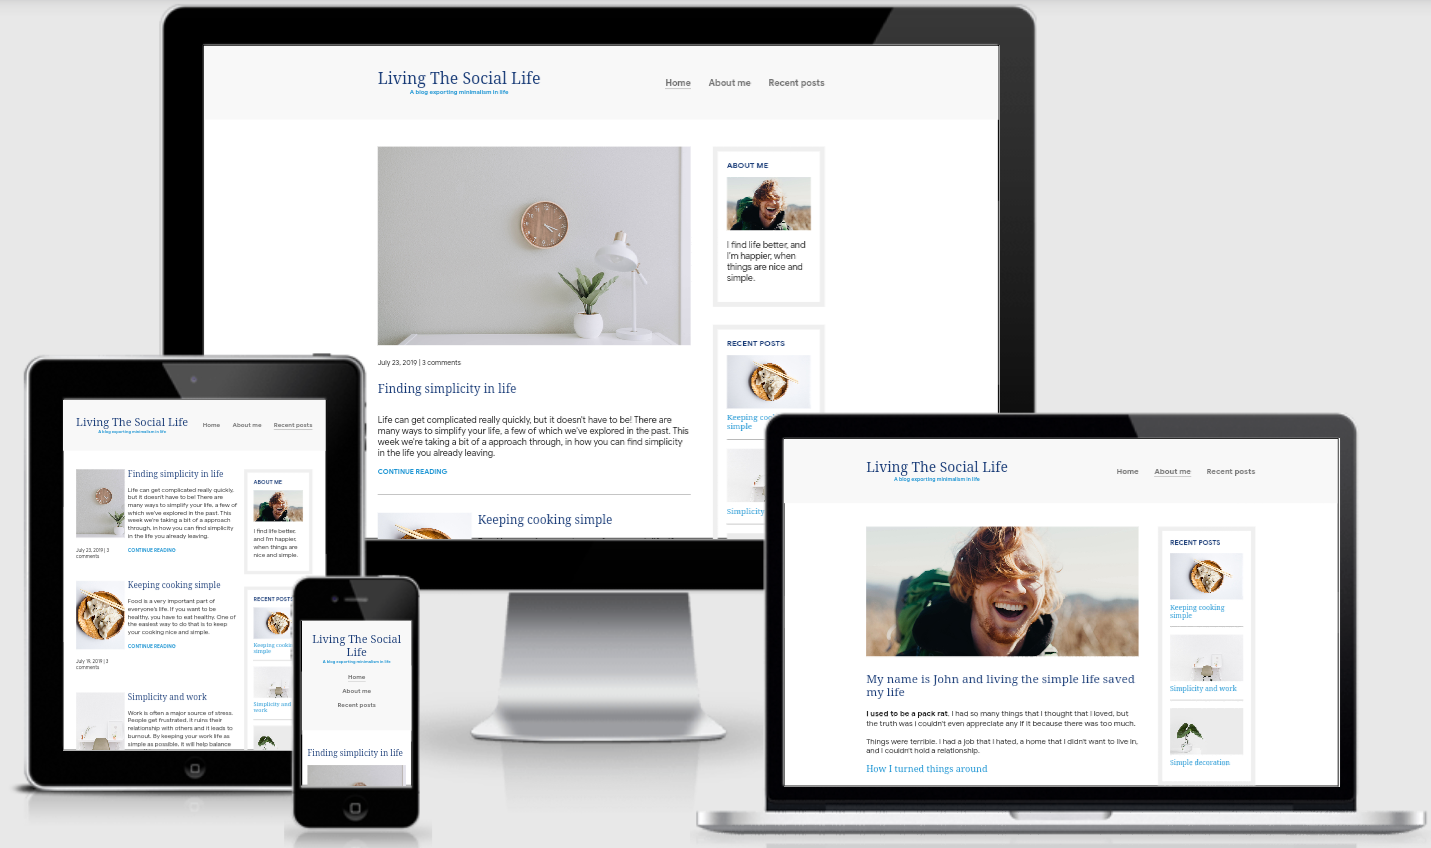 Living The Social Life
A blog exporting minimalism in life
Home
About me
Recent posts
July 23, 2019 | 3 comments
Finding simplicity in life
Life can get complicated really quickly, but it doesn't have to be! There are
many ways to simplify your life, a few of which we've explored in the past. This
week we're taking a bit of a approach through, in how you can find simplicity
in the life you already leaving.
CONTINUE READING
Keeping cooking simple
ABOUT ME
I find life better, and
I'm happier, when
things are nice and
simple.
RECENT POSTS
Keeping
simple
Simplicity
Living The Social Life
A blog exporting minimalism in life
Home
About me
Recent posts
Finding simplicity in life
Life can get complicated really quickly,
but it doesn't have to be! There are
many ways to simplify your life, a few of
which we've explored in the past. This
week we're taking a bit of a approach
through, in how you can find simplicity
in the life you already leaving.
July 23, 2019 | 3
comments
CONTINUE READING
Keeping cooking simple
Food is a very important part of
everyone's life. If you want to be
healthy, you have to eat healthy. One of
the easiest way to do that is to keep
your cooking nice and simple.
CONTINUE READING
July 19, 2019 | 3
comments
Simplicity and work
Work is often a major source of stress.
People get frustrated, it ruins their
relationship with others and it leads to
burnout. By keeping your work life as
simple as possible, it will help balance
ABOUT ME
I find life better,
and I'm happier,
when things are
nice and simple.
RECENT POSTS
Keeping
simple
Simplicity and
work
Living The Social
Life
A blog exporting minimalism in life
Home
About me
Recent posts
Finding simplicity in life
Living The Social Life
A blog exporting minimalism in life
Home
About me
Recent posts
My name is John and living the simple life saved
my life
I used to be a pack rat. I had so many things that I thought that i loved, but
the truth was i couldn't even appreciate any if it because there was too much.
Things were terrible. I had a job that I hated, a home that I didn't want to live in,
and I couldn't hold a relationship.
How I turned things around
RECENT POSTS
Keeping cooking
simple
Simplicity and work
Simple decoration